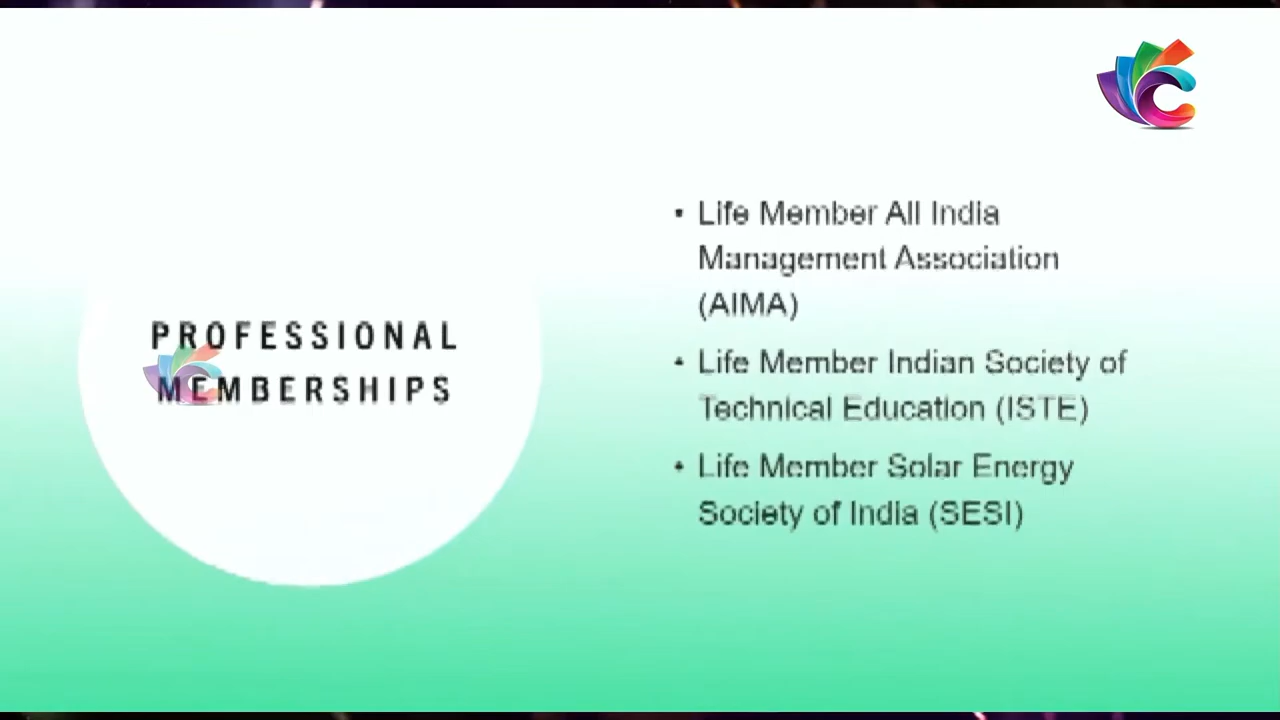 PROFESSIONAL
MEMBERSHIPS
• Life Member All India
Management Association
(AIMA)
• Life Member Indian Society of
Technical Education (ISTE)
• Life Member Solar Energy
Society of India (SESI)